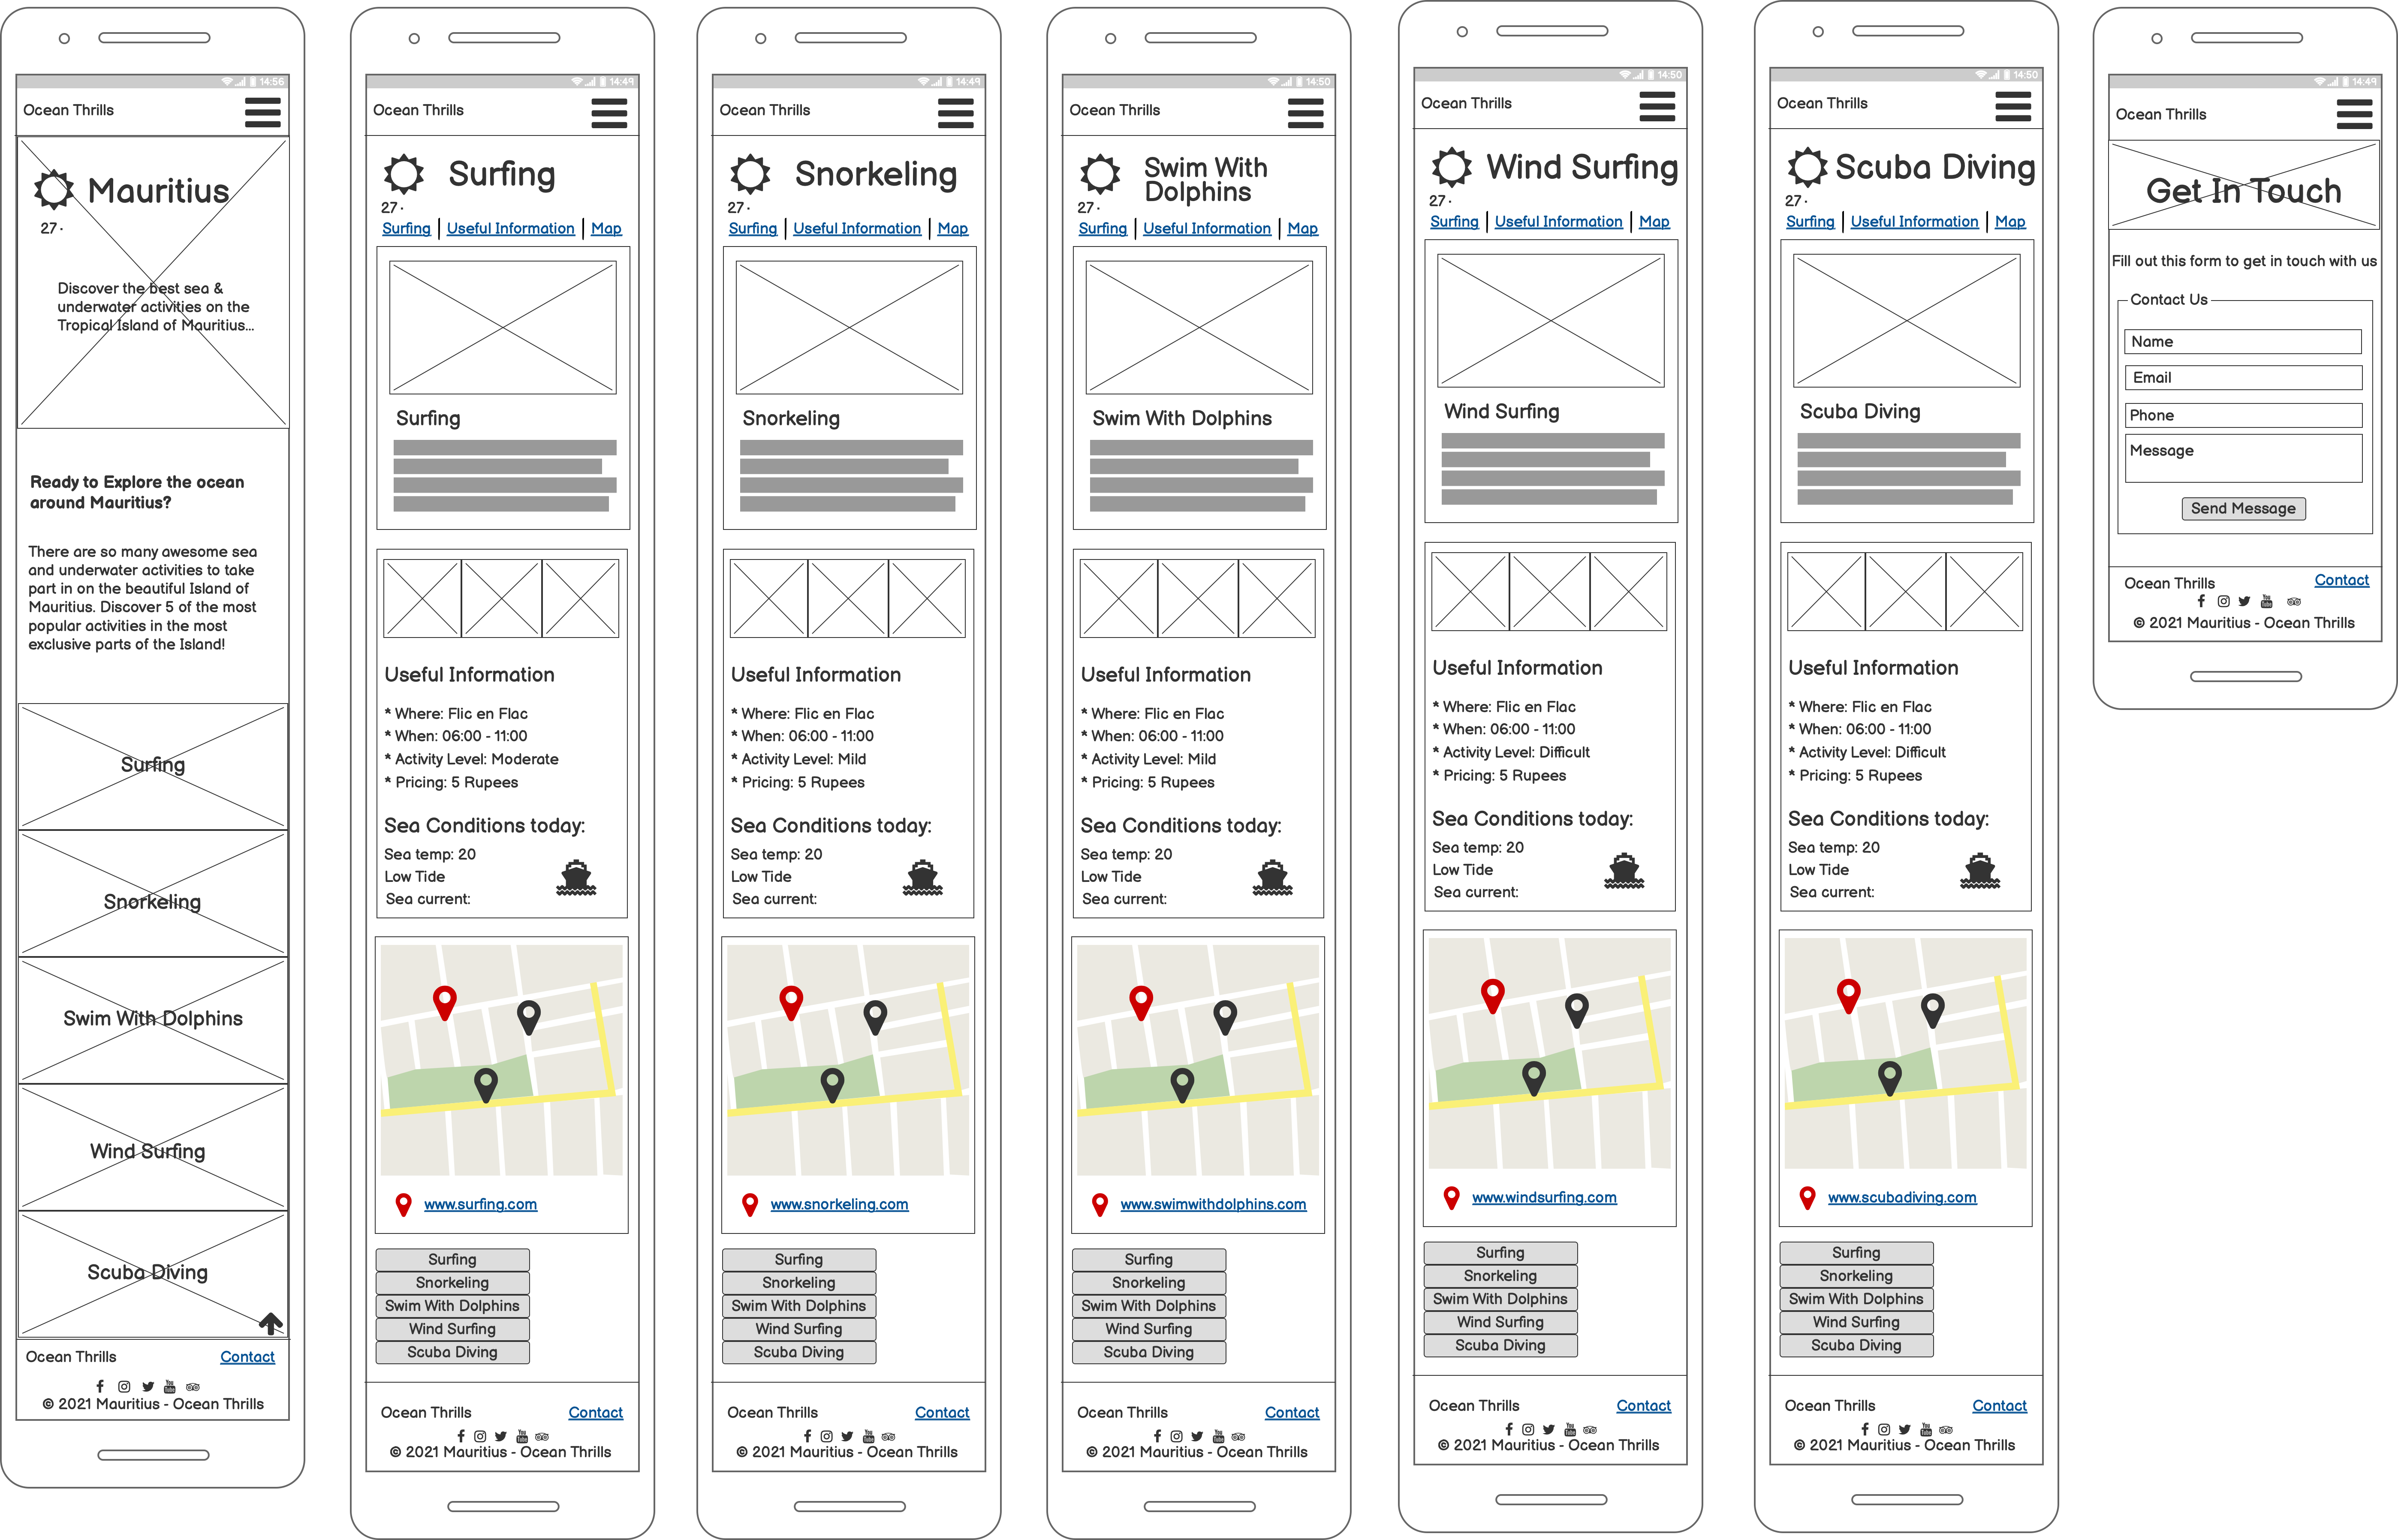 14:56
Ocean Thrills
Mauritius
27·
Discover the best sea &
underwater activities on the
Tropical Island of Mauritius...
Ready to Explore the ocean
around Mauritius?
There are so many awesome sea
and underwater activities to take
part in on the beautiful Island of
Mauritius. Discover 5 of the most
popular activities in the most
exclusive parts of the Island!
Surfing
Snorkeling
Swim With Dolphins
Wind Surfing
Scuba Diving
Ocean Thrills
Contact
You Tube
© 2021 Mauritius - Ocean Thrills
14:49
Ocean Thrills
Surfing
27·
Surfing | Useful Information | Map
Surfing
Useful Information
* Where: Flic en Flac
* When: 06:00 - 11:00
* Activity Level: Moderate
* Pricing: 5 Rupees
Sea Conditions today:
Sea temp: 20
Low Tide
Sea current:
www.surfing.com
Surfing
Snorkeling
Swim With Dolphins
Wind Surfing
Scuba Diving
Ocean Thrills
Contact
You Tube
© 2021 Mauritius - Ocean Thrills
14:49
Ocean Thrills
Snorkeling
27·
Surfing | Useful Information | Map
Snorkeling
Useful Information
* Where: Flic en Flac
* When: 06:00 - 11:00
* Activity Level: Mild
* Pricing: 5 Rupees
Sea Conditions today:
Sea temp: 20
Low Tide
Sea current:
www.snorkeling.com
Surfing
Snorkeling
Swim With Dolphins
Wind Surfing
Scuba Diving
Ocean Thrills
Contact
You Tube
© 2021 Mauritius - Ocean Thrills
14:50
Ocean Thrills
Swim With
Dolphins
27·
Surfing | Useful Information | Map
Swim With Dolphins
Useful Information
* Where: Flic en Flac
* When: 06:00 - 11:00
* Activity Level: Mild
* Pricing: 5 Rupees
Sea Conditions today:
Sea temp: 20
Low Tide
Sea current:
www.swimwithdolphins.com
Surfing
Snorkeling
Swim With Dolphins
Wind Surfing
Scuba Diving
Ocean Thrills
Contact
You Tube
© 2021 Mauritius - Ocean Thrills
14:50
Ocean Thrills
Wind Surfing
27·
Surfing | Useful Information | Map
Wind Surfing
Useful Information
* Where: Flic en Flac
* When: 06:00 - 11:00
* Activity Level: Difficult
* Pricing: 5 Rupees
Sea Conditions today:
Sea temp: 20
Low Tide
Sea current:
www.windsurfing.com
Surfing
Snorkeling
Swim With Dolphins
Wind Surfing
Scuba Diving
Ocean Thrills
Contact
You Tube
© 2021 Mauritius - Ocean Thrills
14:50
Ocean Thrills
Scuba Diving
27·
Surfing | Useful Information | Map
Scuba Diving
Useful Information
* Where: Flic en Flac
* When: 06:00 - 11:00
* Activity Level: Difficult
* Pricing: 5 Rupees
Sea Conditions today:
Sea temp: 20
Low Tide
Sea current:
www.scubadiving.com
Surfing
Snorkeling
Swim With Dolphins
Wind Surfing
Scuba Diving
Ocean Thrills
Contact
You Tube
© 2021 Mauritius - Ocean Thrills
14:49
Ocean Thrills
Get In Touch
Fill out this form to get in touch with us
Contact Us
Name
Email
Phone
Message
Send Message
Ocean Thrills
Contact
You Tube
© 2021 Mauritius - Ocean Thrills